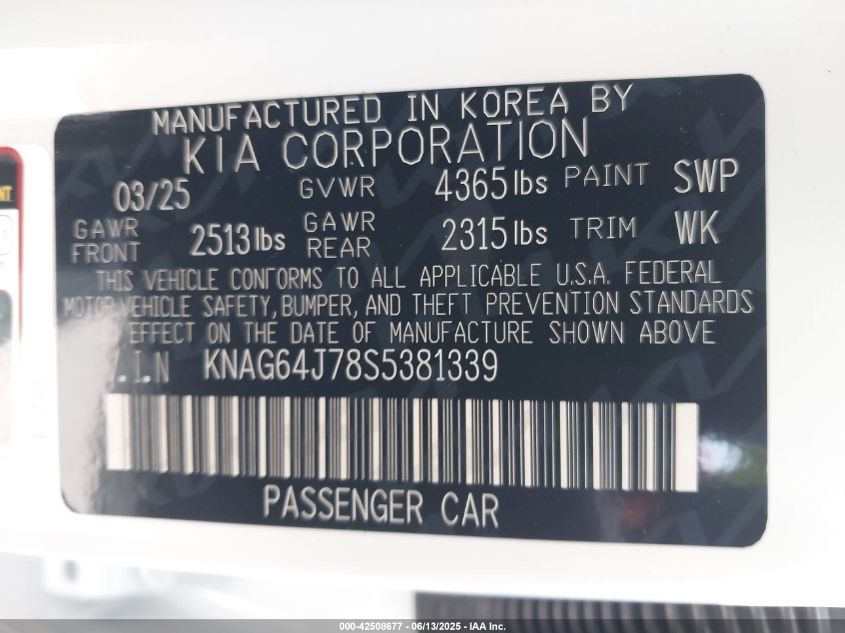 MANUFACTURED IN KOREA BY
KIA CORPORATION
03/25 GVWR 4365 lbs PAINT SWP
GAWR FRONT 2513 lbs GAWR REAR 2315 lbs TRIM WK
THIS VEHICLE CONFORMS TO ALL APPLICABLE U.S.A. FEDERAL
MOTOR VEHICLE SAFETY, BUMPER, AND THEFT PREVENTION STANDARDS
IN EFFECT ON THE DATE OF MANUFACTURE SHOWN ABOVE
V.I.N KNAG64J78S5381339
PASSENGER CAR
000-42508677 - 06/13/2025 - IAA Inc.